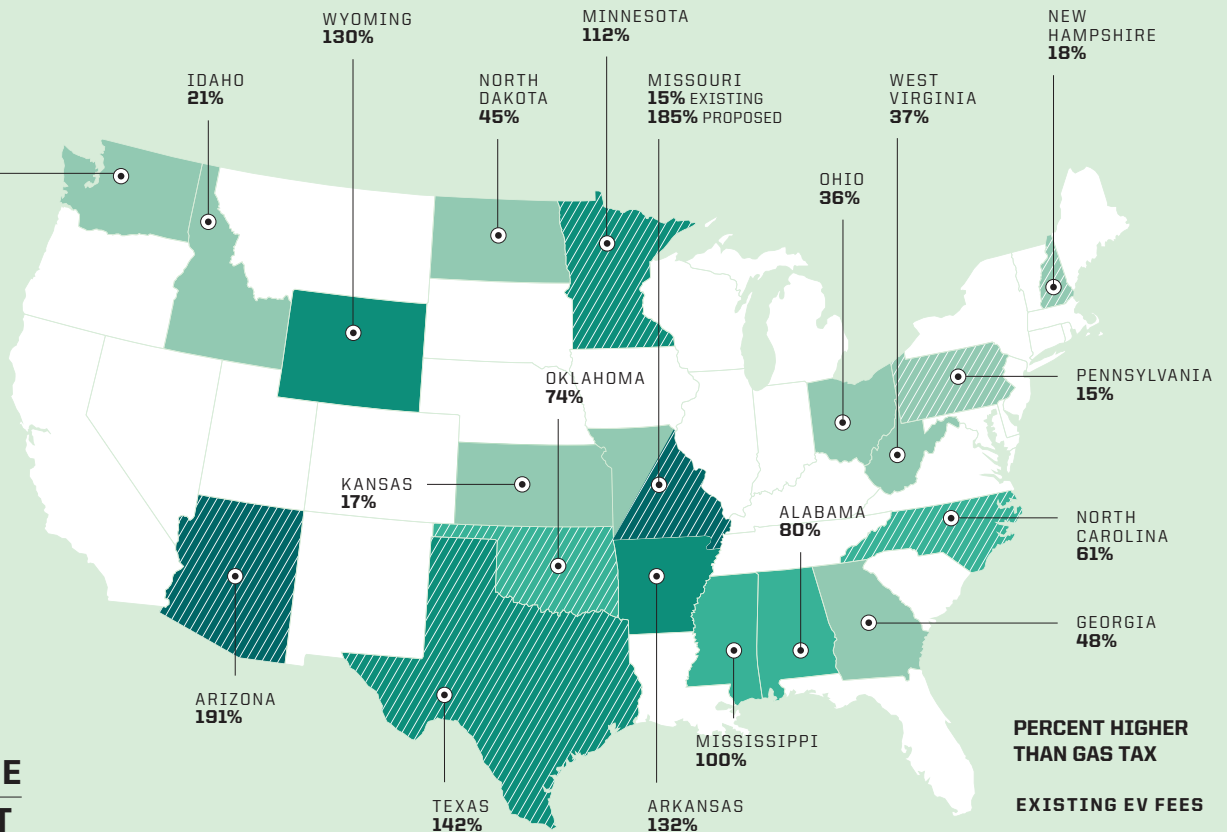 WYOMING
130%
MINNESOTA
112%
NEW
HAMPSHIRE
18%
IDAHO
21%
NORTH
DAKOTA
45%
MISSOURI
15% EXISTING
185% PROPOSED
WEST
VIRGINIA
37%
OHIO
36%
OKLAHOMA
74%
PENNSYLVANIA
15%
KANSAS
17%
ALABAMA
80%
NORTH
CAROLINA
61%
GEORGIA
48%
ARIZONA
191%
MISSISSIPPI
100%
TEXAS
142%
ARKANSAS
132%
PERCENT HIGHER
THAN GAS TAX
EXISTING EV FEES
E
T